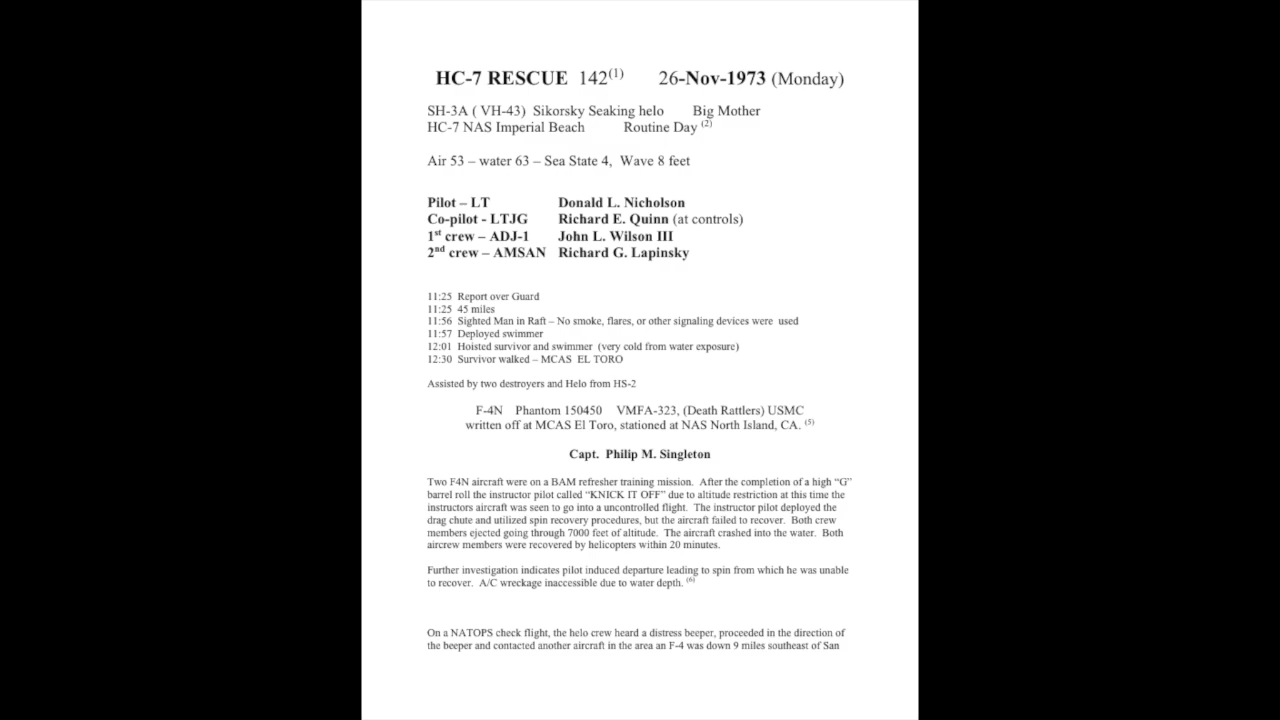 HC-7 RESCUE 142(1) 26-Nov-1973 (Monday)
SH-3A ( VH-43) Sikorsky Seaking helo Big Mother
HC-7 NAS Imperial Beach Routine Day (2)
Air 53 – water 63 – Sea State 4, Wave 8 feet
Pilot – LT Donald L. Nicholson
Co-pilot - LTJG Richard E. Quinn (at controls)
1st crew – ADJ-1 John L. Wilson III
2nd crew – AMSAN Richard G. Lapinsky
11:25 Report over Guard
11:25 45 miles
11:56 Sighted Man in Raft – No smoke, flares, or other signaling devices were used
11:57 Deployed swimmer
12:01 Hoisted survivor and swimmer (very cold from water exposure)
12:30 Survivor walked – MCAS EL TORO
Assisted by two destroyers and Helo from HS-2
F-4N Phantom 150450 VMFA-323, (Death Rattlers) USMC
written off at MCAS El Toro, stationed at NAS North Island, CA. (5)
Capt. Philip M. Singleton
Two F4N aircraft were on a BAM refresher training mission. After the completion of a high “G”
barrel roll the instructor pilot called “KNICK IT OFF” due to altitude restriction at this time the
instructors aircraft was seen to go into a uncontrolled flight. The instructor pilot deployed the
drag chute and utilized spin recovery procedures, but the aircraft failed to recover. Both crew
members ejected going through 7000 feet of altitude. The aircraft crashed into the water. Both
aircrew members were recovered by helicopters within 20 minutes.
Further investigation indicates pilot induced departure leading to spin from which he was unable
to recover. A/C wreckage inaccessible due to water depth. (6)
On a NATOPS check flight, the helo crew heard a distress beeper, proceeded in the direction of
the beeper and contacted another aircraft in the area an F-4 was down 9 miles southeast of San